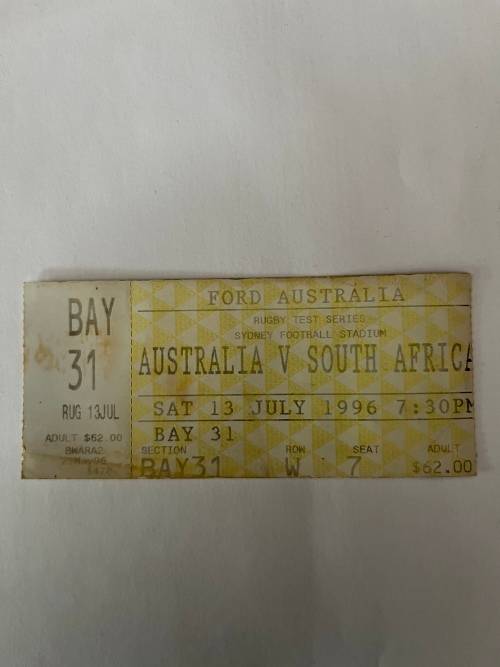 BAY
31
RUG 13JUL
ADULT $62.00
BWARA2
FORD AUSTRALIA
RUGBY TEST SERIES
SYDNEY FOOTBALL STADIUM
AUSTRALIA V SOUTH AFRICA
SAT 13 JULY 1996 7:30PM
BAY 31
SECTION ROW SEAT ADULT
BAY31 W 7 $62.00